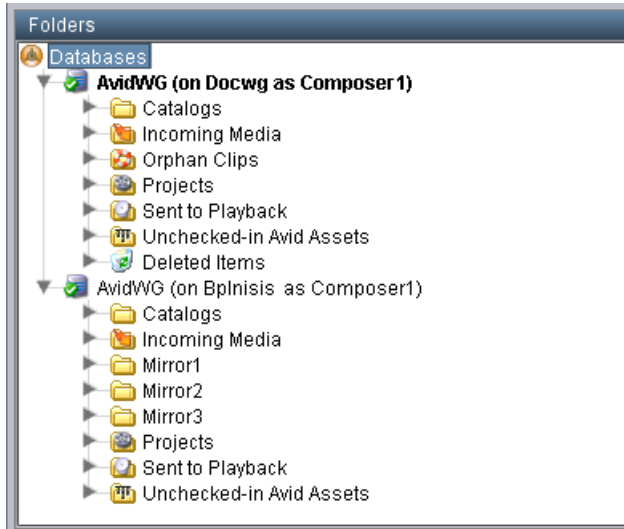 Folders
Databases
AvidWG (on Docwg as Composer1)
Catalogs
Incoming Media
Orphan Clips
Projects
Sent to Playback
Unchecked-in Avid Assets
Deleted Items
AvidWG (on BpInisis as Composer1)
Catalogs
Incoming Media
Mirror1
Mirror2
Mirror3
Projects
Sent to Playback
Unchecked-in Avid Assets